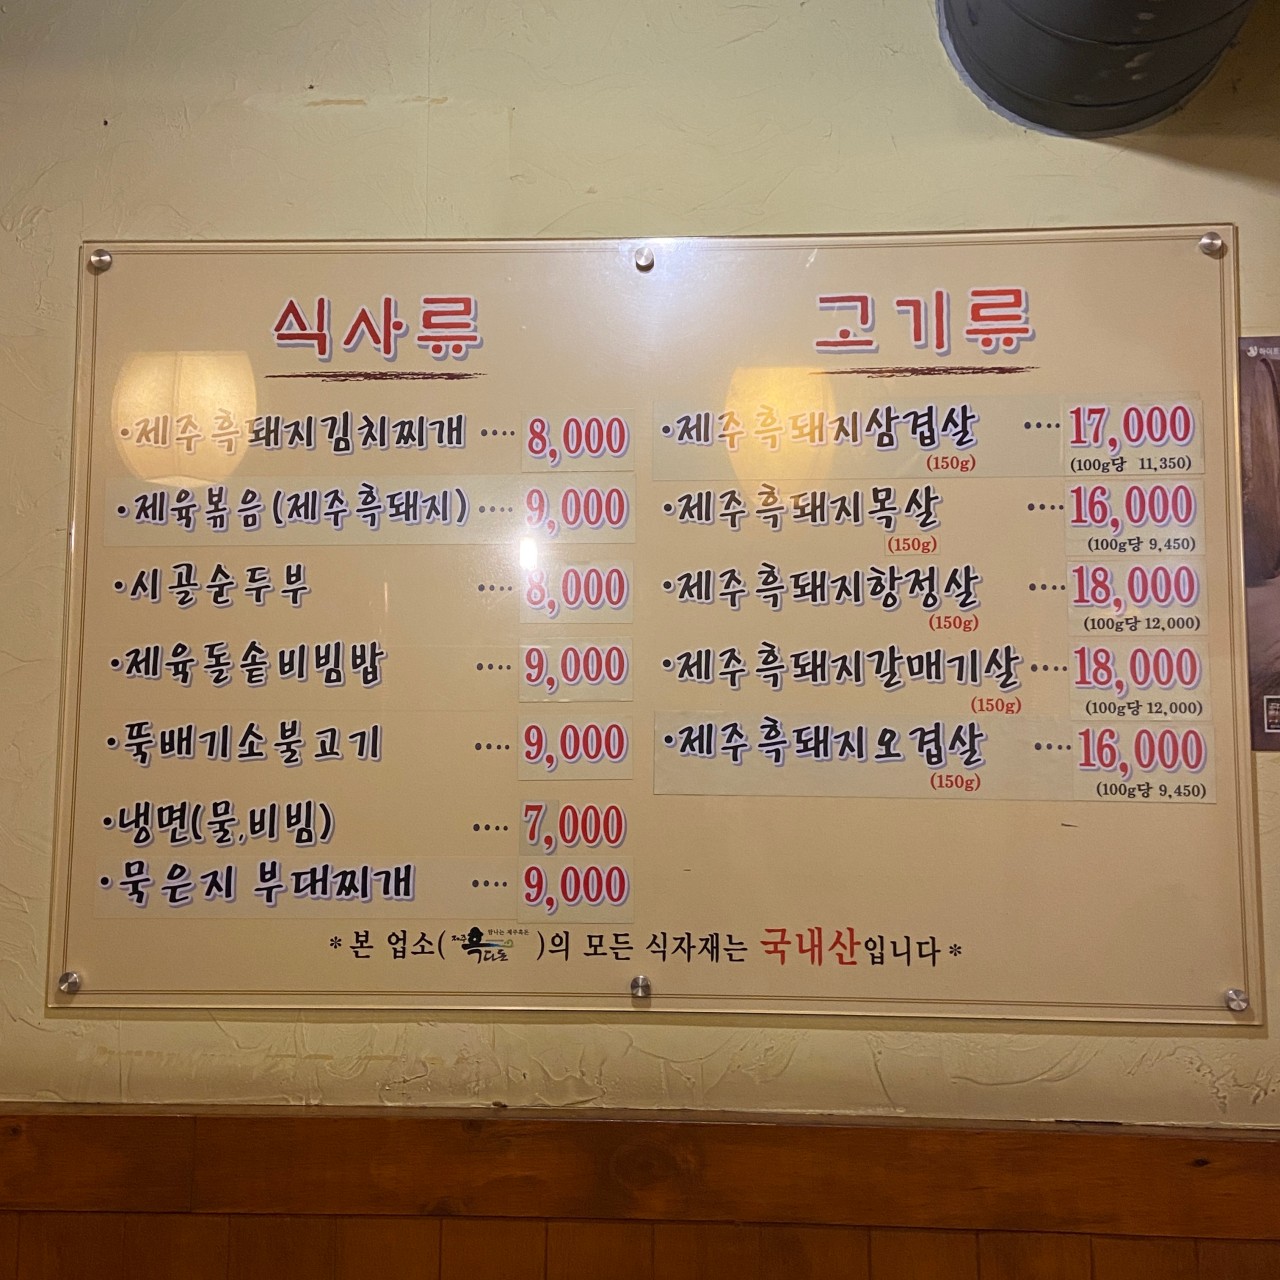 식사류
·제주흑돼지김치찌개 ···· 8,000
·제육볶음(제주흑돼지) ···· 9,000
·시골순두부 ···· 8,000
·제육돌솥비빔밥 ···· 9,000
·뚝배기소불고기 ···· 9,000
·냉면(물,비빔) ···· 7,000
·묵은지 부대찌개 ···· 9,000
고기류
·제주흑돼지삼겹살 ···· 17,000
(150g) (100g당 11,350)
·제주흑돼지목살 ···· 16,000
(150g) (100g당 9,450)
·제주흑돼지항정살 ···· 18,000
(150g) (100g당 12,000)
·제주흑돼지갈매기살 ···· 18,000
(150g) (100g당 12,000)
·제주흑돼지오겹살 ···· 16,000
(150g) (100g당 9,450)
*본 업소(제주흑다돈)의 모든 식자재는 국내산입니다*